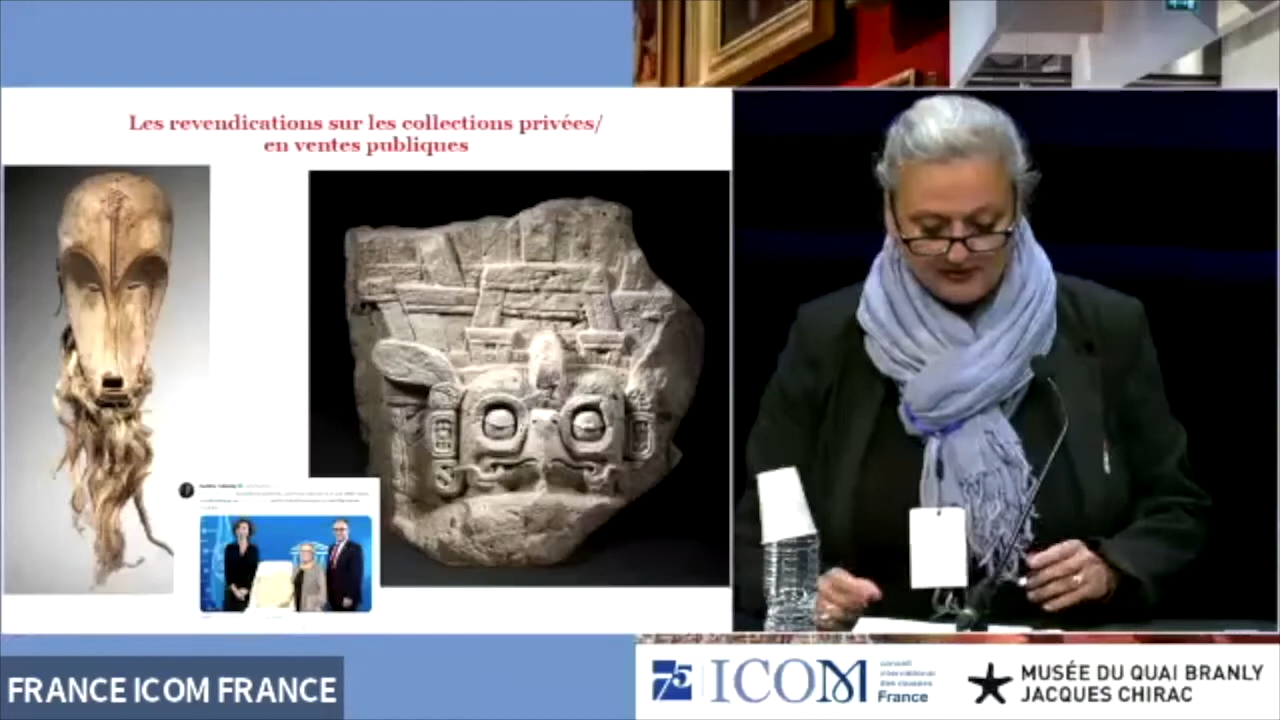 Les revendications sur les collections privées/
en ventes publiques
FRANCE ICOM FRANCE
75
ICOM
conseil
international
des musées
France
MUSÉE DU QUAI BRANLY
JACQUES CHIRAC